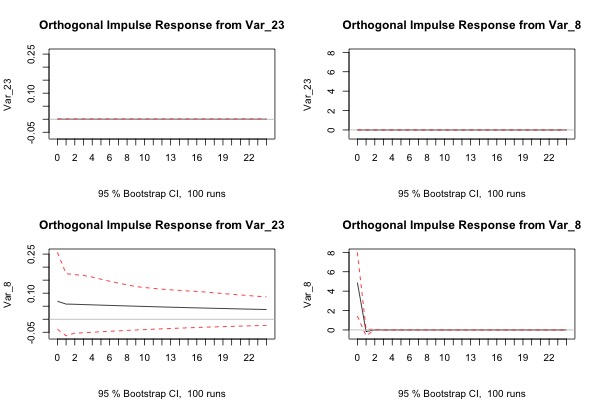 Orthogonal Impulse Response from Var_23
Orthogonal Impulse Response from Var_8
Var_23
0.25
0.10
-0.05
0 2 4 6 8 10 13 16 19 22
95 % Bootstrap CI, 100 runs
Var_23
8
6
4
2
0
0 2 4 6 8 10 13 16 19 22
95 % Bootstrap CI, 100 runs
Orthogonal Impulse Response from Var_23
Orthogonal Impulse Response from Var_8
Var_8
0.25
0.10
-0.05
0 2 4 6 8 10 13 16 19 22
95 % Bootstrap CI, 100 runs
Var_8
8
6
4
2
0
0 2 4 6 8 10 13 16 19 22
95 % Bootstrap CI, 100 runs